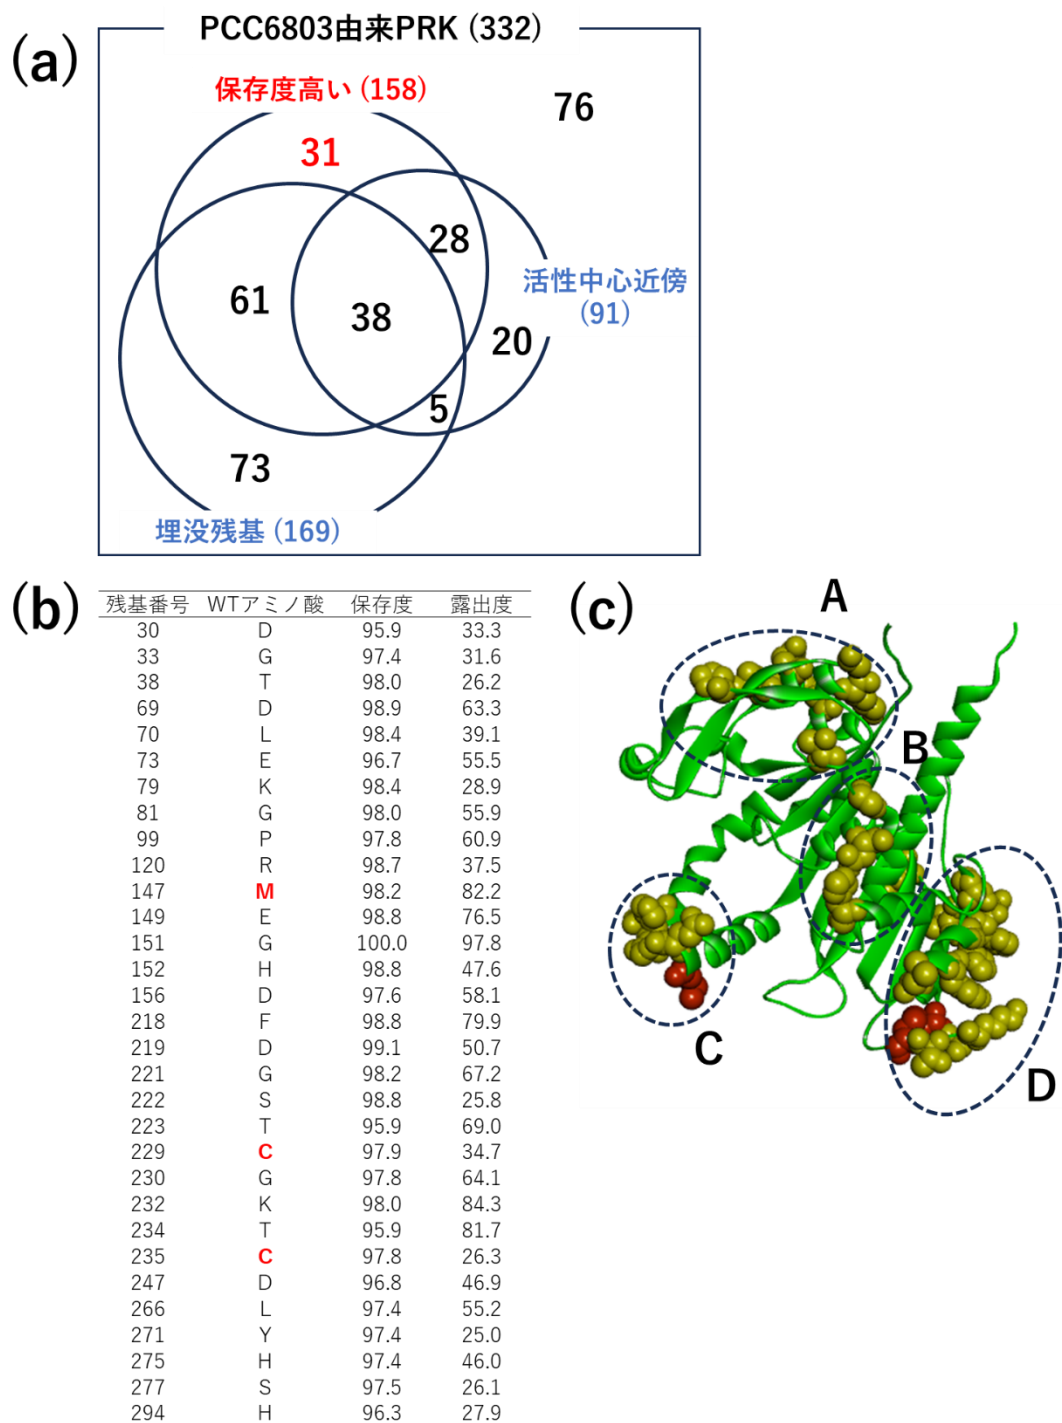 (a)
PCC6803由来PRK (332)
保存度高い (158)
76
31
28
活性中心近傍
(91)
61
38
20
5
73
埋没残基 (169)
(b)
残基番号 WTアミノ酸 保存度 露出度
30 D 95.9 33.3
33 G 97.4 31.6
38 T 98.0 26.2
69 D 98.9 63.3
70 L 98.4 39.1
73 E 96.7 55.5
79 K 98.4 28.9
81 G 98.0 55.9
99 P 97.8 60.9
120 R 98.7 37.5
147 M 98.2 82.2
149 E 98.8 76.5
151 G 100.0 97.8
152 H 98.8 47.6
156 D 97.6 58.1
218 F 98.8 79.9
219 D 99.1 50.7
221 G 98.2 67.2
222 S 98.8 25.8
223 T 95.9 69.0
229 C 97.9 34.7
230 G 97.8 64.1
232 K 98.0 84.3
234 T 95.9 81.7
235 C 97.8 26.3
247 D 96.8 46.9
266 L 97.4 55.2
271 Y 97.4 25.0
275 H 97.4 46.0
277 S 97.5 26.1
294 H 96.3 27.9
(c)
A
B
C
D